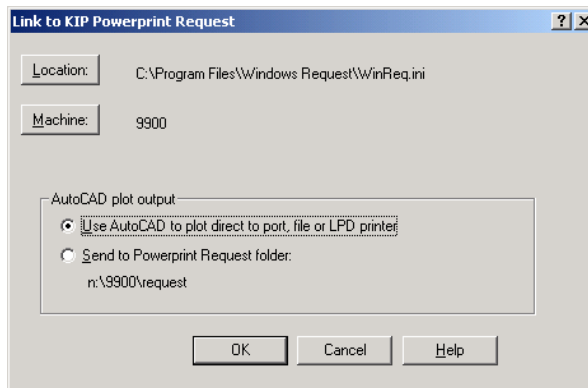 Link to KIP Powerprint Request
Location: C:\Program Files\Windows Request\WinReq.ini
Machine: 9900
AutoCAD plot output
Use AutoCAD to plot direct to port, file or LPD printer
Send to Powerprint Request folder:
n:\9900\request
OK Cancel Help